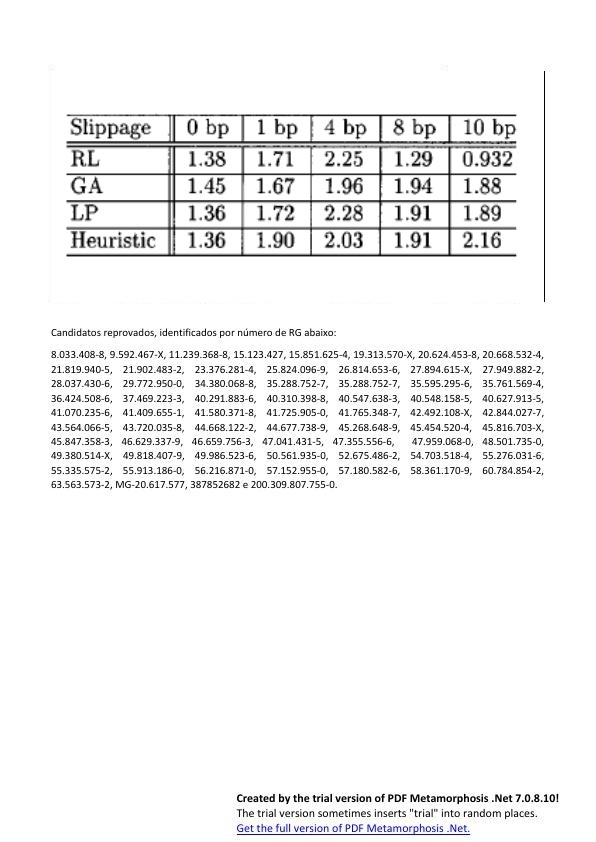 Slippage 0 bp 1 bp 4 bp 8 bp 10 bp
RL 1.38 1.71 2.25 1.29 0.932
GA 1.45 1.67 1.96 1.94 1.88
LP 1.36 1.72 2.28 1.91 1.89
Heuristic 1.36 1.90 2.03 1.91 2.16
Candidatos reprovados, identificados por número de RG abaixo:
8.033.408-8, 9.592.467-X, 11.239.368-8, 15.123.427, 15.851.625-4, 19.313.570-X, 20.624.453-8, 20.668.532-4,
21.819.940-5, 21.902.483-2, 23.376.281-4, 25.824.096-9, 26.814.653-6, 27.894.615-X, 27.949.882-2,
28.037.430-6, 29.772.950-0, 34.380.068-8, 35.288.752-7, 35.288.752-7, 35.595.295-6, 35.761.569-4,
36.424.508-6, 37.469.223-3, 40.291.883-6, 40.310.398-8, 40.547.638-3, 40.548.158-5, 40.627.913-5,
41.070.235-6, 41.409.655-1, 41.580.371-8, 41.725.905-0, 41.765.348-7, 42.492.108-X, 42.844.027-7,
43.564.066-5, 43.720.035-8, 44.668.122-2, 44.677.738-9, 45.268.648-9, 45.454.520-4, 45.816.703-X,
45.847.358-3, 46.629.337-9, 46.659.756-3, 47.041.431-5, 47.355.556-6, 47.959.068-0, 48.501.735-0,
49.380.514-X, 49.818.407-9, 49.986.523-6, 50.561.935-0, 52.675.486-2, 54.703.518-4, 55.276.031-6,
55.335.575-2, 55.913.186-0, 56.216.871-0, 57.152.955-0, 57.180.582-6, 58.361.170-9, 60.784.854-2,
63.563.573-2, MG-20.617.577, 387852682 e 200.309.807.755-0.
Created by the trial version of PDF Metamorphosis .Net 7.0.8.10!
The trial version sometimes inserts "trial" into random places.
Get the full version of PDF Metamorphosis .Net.